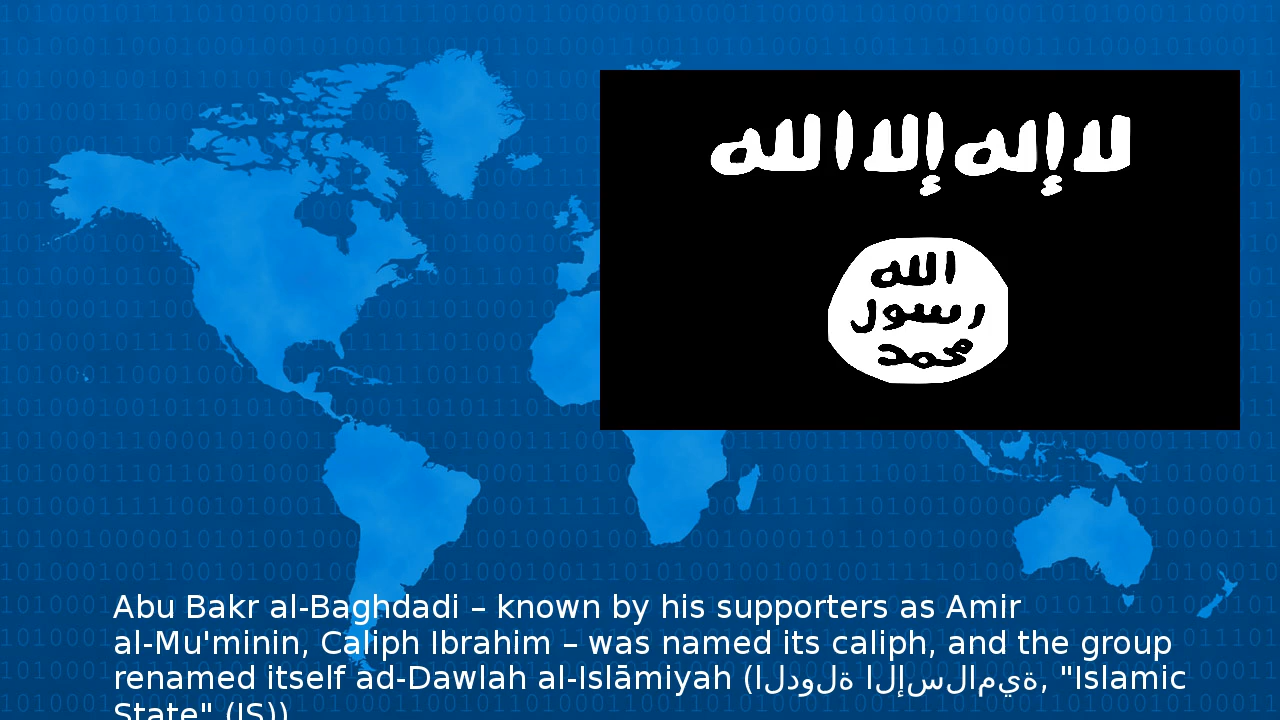 لا إله إلا الله
الله
رسول
محمد
Abu Bakr al-Baghdadi – known by his supporters as Amir
al-Mu'minin, Caliph Ibrahim – was named its caliph, and the group
renamed itself ad-Dawlah al-Islāmiyah (الدولة الإسلامية, "Islamic
State" (IS))